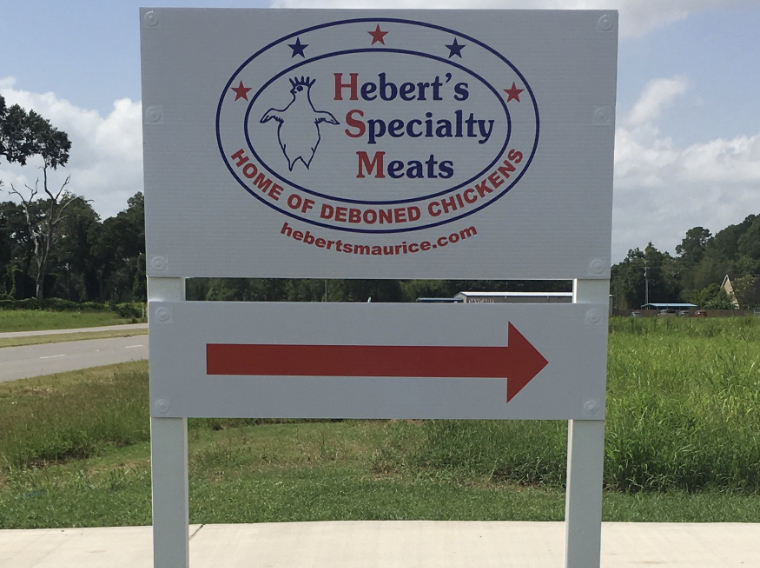 Hebert's
Specialty
Meats
HOME OF DEBONED CHICKENS
hebertsmaurice.com